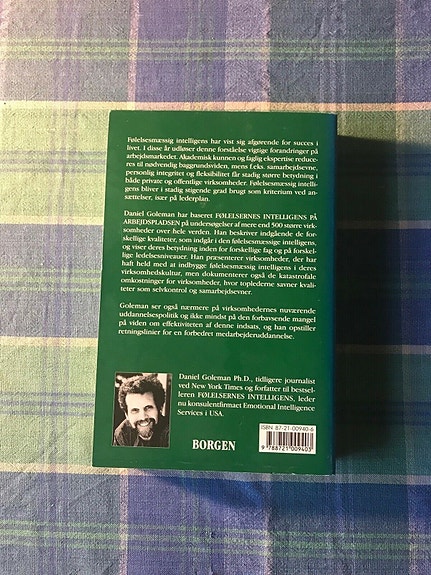 Følelsesmæssig intelligens har vist sig afgørende for succes i
livet. I disse år udløser denne forståelse vigtige forandringer på
arbejdsmarkedet. Akademisk kunnen og faglig ekspertise reduce-
res til nødvendig baggrundsviden, mens f.eks. samarbejdsevne,
personlig integritet og fleksibilitet får stadig større betydning i
både private og offentlige virksomheder. Følelsesmæssig intelli-
gens bliver i stadig stigende grad brugt som kriterium ved an-
sættelser, især på lederplan.
Daniel Goleman har baseret FØLELSERNES INTELLIGENS PÅ
ARBEJDSPLADSEN på undersøgelser af mere end 500 større virk-
somheder over hele verden. Han beskriver indgående de for-
skellige kvaliteter, som indgår i den følelsesmæssige intelligens,
og viser deres betydning inden for forskellige fag og på forskel-
lige ledelsesniveauer. Han præsenterer virksomheder, der har
haft held med at indbygge følelsesmæssig intelligens i deres
virksomhedskultur, men dokumenterer også de katastrofale
omkostninger for virksomheder, hvor toplederne savner kvali-
teter som selvkontrol og samarbejdsevner.
Goleman ser også nærmere på virksomhedernes nuværende
uddannelsespolitik og ikke mindst på den forbavsende mangel
på viden om effektiviteten af denne indsats, og han opstiller
retningslinier for en forbedret medarbejderuddannelse.
Daniel Goleman Ph.D., tidligere journalist
ved New York Times og forfatter til bestsel-
leren FØLELSERNES INTELLIGENS, leder
nu konsulentfirmaet Emotional Intelligence
Services i USA.
BORGEN
ISBN 87-21-00940-6
9 788721 009403